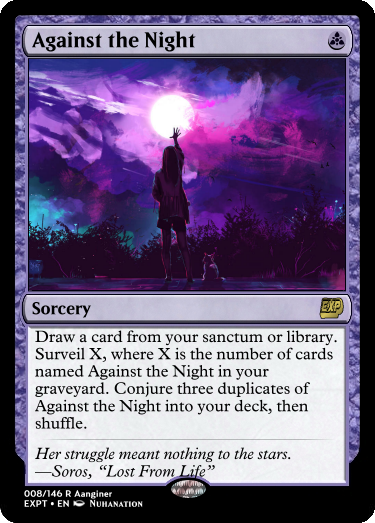 Against the Night
Sorcery
EXP
Draw a card from your sanctum or library.
Surveil X, where X is the number of cards
named Against the Night in your
graveyard. Conjure three duplicates of
Against the Night into your deck, then
shuffle.
Her struggle meant nothing to the stars.
—Soros, “Lost From Life”
008/146 R Aanginer
EXPT • EN Nuhanation